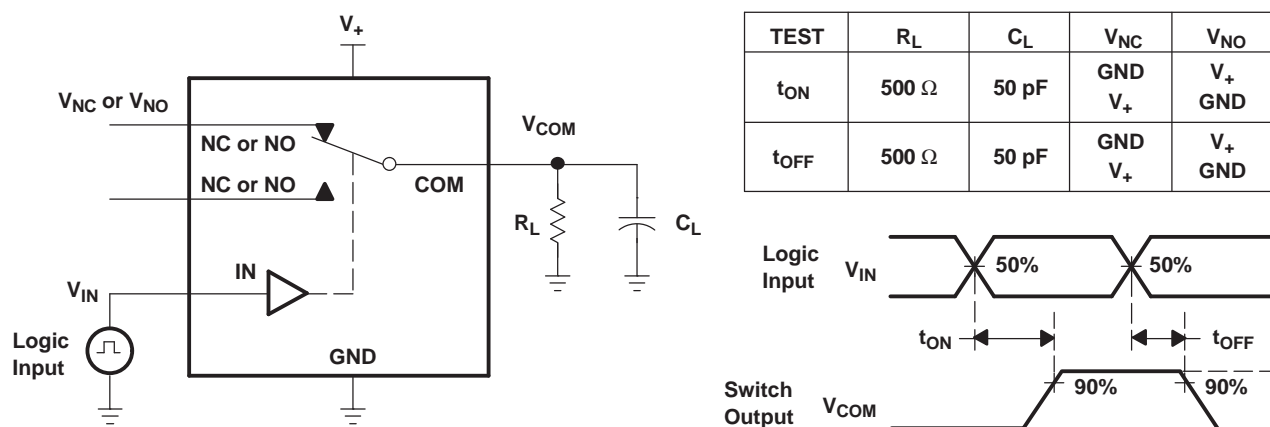 V+
VNC or VNO
NC or NO
NC or NO
COM
VCOM
RL
CL
IN
VIN
Logic
Input
GND
TEST RL CL VNC VNO
tON 500 Ω 50 pF GND V+
V+ GND
tOFF 500 Ω 50 pF GND V+
V+ GND
Logic
Input
VIN
50% 50%
tON tOFF
Switch
Output
VCOM
90% 90%